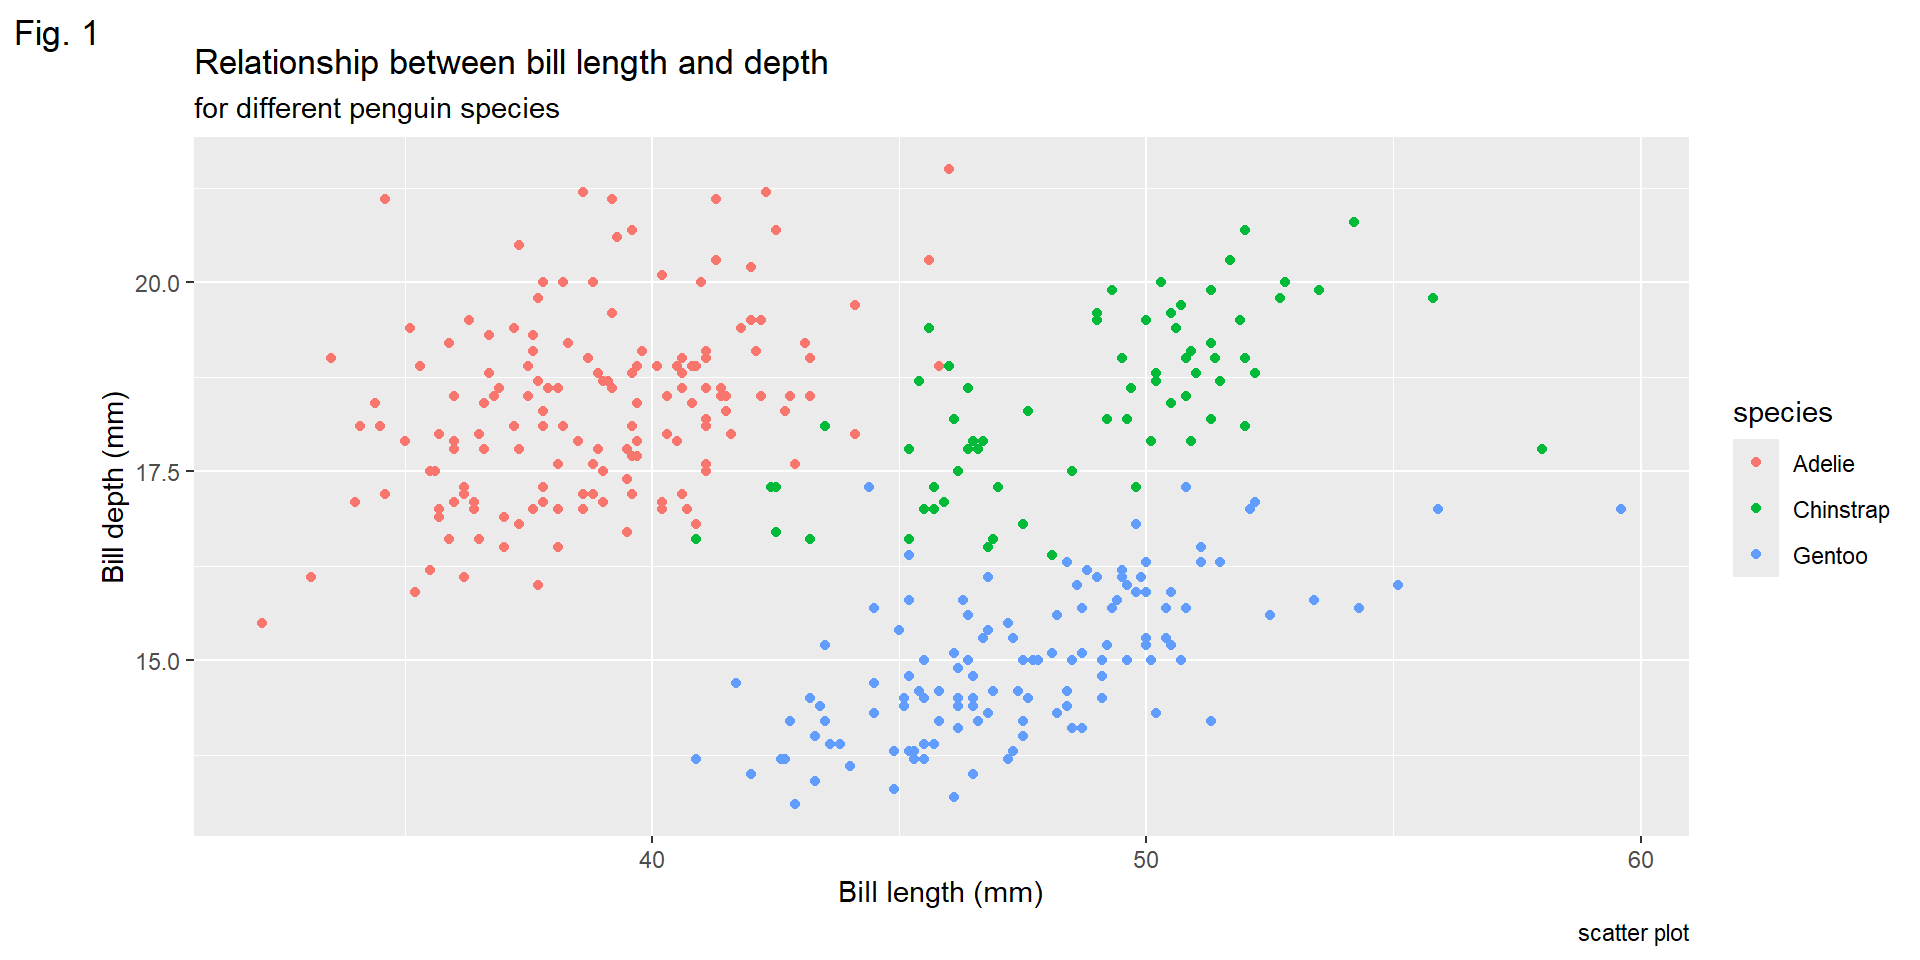 Fig. 1
Relationship between bill length and depth
for different penguin species
Bill depth (mm)
20.0
17.5
15.0
40
50
60
Bill length (mm)
species
Adelie
Chinstrap
Gentoo
scatter plot